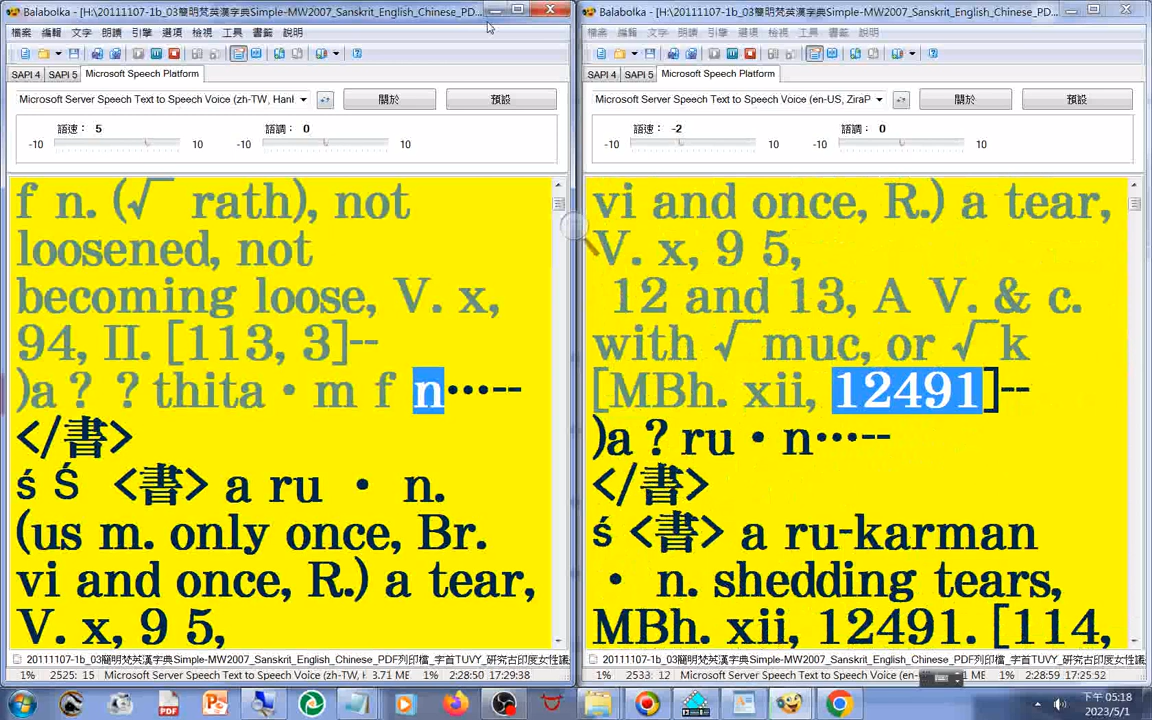 Balabolka - [H:\20111107-1b_03簡明梵英漢字典Simple-MW2007_Sanskrit_English_Chinese_PD...
檔案 編輯 文字 朗讀 引擎 選項 檢視 工具 書籤 說明
SAPI 4 SAPI 5 Microsoft Speech Platform
Microsoft Server Speech Text to Speech Voice (zh-TW, Hanl
關於 預設
語速： 5 語調： 0
-10 10 -10 10
f n. (√ rath), not
loosened, not
becoming loose, V. x,
94, II. [113, 3]--
)a ? ? thita • m f n•••--
</書>
ś Ś <書> a ru • n.
(us m. only once, Br.
vi and once, R.) a tear,
V. x, 9 5,
20111107-1b_03簡明梵英漢字典Simple-MW2007_Sanskrit_English_Chinese_PDF列印檔_字首TUVY_研究古印度女性議
1% 2525: 15 Microsoft Server Speech Text to Speech Voice (zh-TW, 3.71 ME 1% 2:28:50 17:29:38
Balabolka - [H:\20111107-1b_03簡明梵英漢字典Simple-MW2007_Sanskrit_English_Chinese_PDF...
檔案 編輯 文字 朗讀 引擎 選項 檢視 工具 書籤 說明
SAPI 4 SAPI 5 Microsoft Speech Platform
Microsoft Server Speech Text to Speech Voice (en-US, ZiraP
關於 預設
語速： -2 語調： 0
-10 10 -10 10
vi and once, R.) a tear,
V. x, 9 5,
12 and 13, A V. & c.
with √muc, or √k
[MBh. xii, 12491]--
)a ? ru • n•••--
</書>
ś <書> a ru-karman
• n. shedding tears,
MBh. xii, 12491. [114,
20111107-1b_03簡明梵英漢字典Simple-MW2007_Sanskrit_English_Chinese_PDF列印檔_字首TUVY_研究古印度女性議
1% 2533: 12 Microsoft Server Speech Text to Speech Voice (en-US, 1% 2:28:59 17:25:52
下午 05:18
2023/5/1